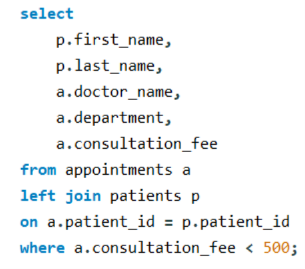 select
p.first_name,
p.last_name,
a.doctor_name,
a.department,
a.consultation_fee
from appointments a
left join patients p
on a.patient_id = p.patient_id
where a.consultation_fee < 500;